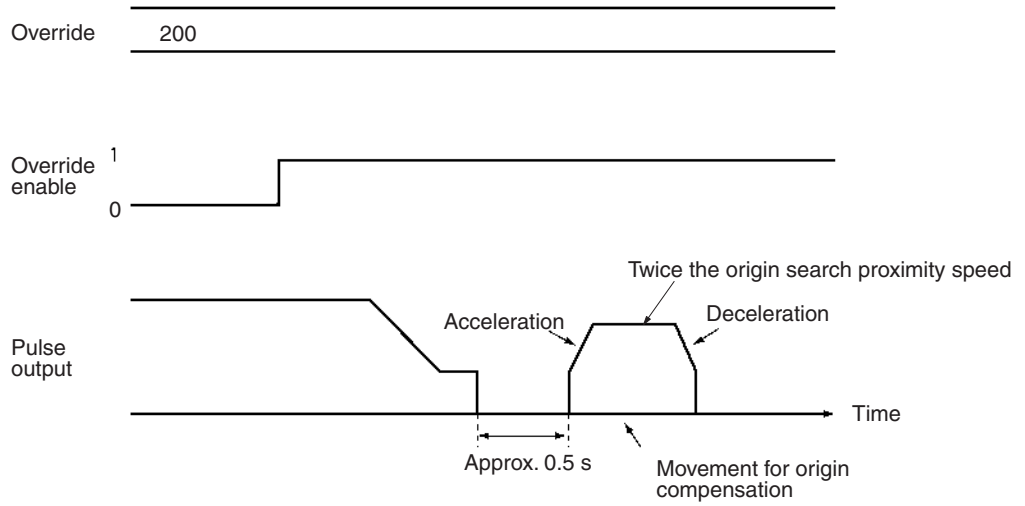 Override
200
Override
enable
1
0
Twice the origin search proximity speed
Acceleration
Deceleration
Pulse
output
Time
Approx. 0.5 s
Movement for origin
compensation